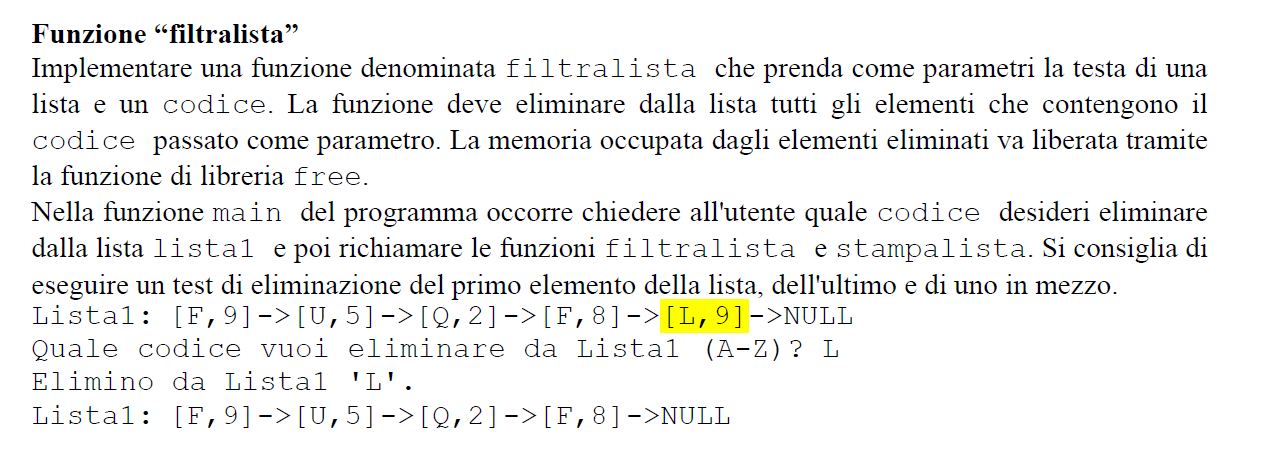 Funzione “filtralista”
Implementare una funzione denominata filtralista che prenda come parametri la testa di una
lista e un codice. La funzione deve eliminare dalla lista tutti gli elementi che contengono il
codice passato come parametro. La memoria occupata dagli elementi eliminati va liberata tramite
la funzione di libreria free.
Nella funzione main del programma occorre chiedere all'utente quale codice desideri eliminare
dalla lista lista1 e poi richiamare le funzioni filtralista e stampalista. Si consiglia di
eseguire un test di eliminazione del primo elemento della lista, dell'ultimo e di uno in mezzo.
Lista1: [F,9]->[U,5]->[Q,2]->[F,8]->[L,9]->NULL
Quale codice vuoi eliminare da Lista1 (A-Z)? L
Elimino da Lista1 'L'.
Lista1: [F,9]->[U,5]->[Q,2]->[F,8]->NULL